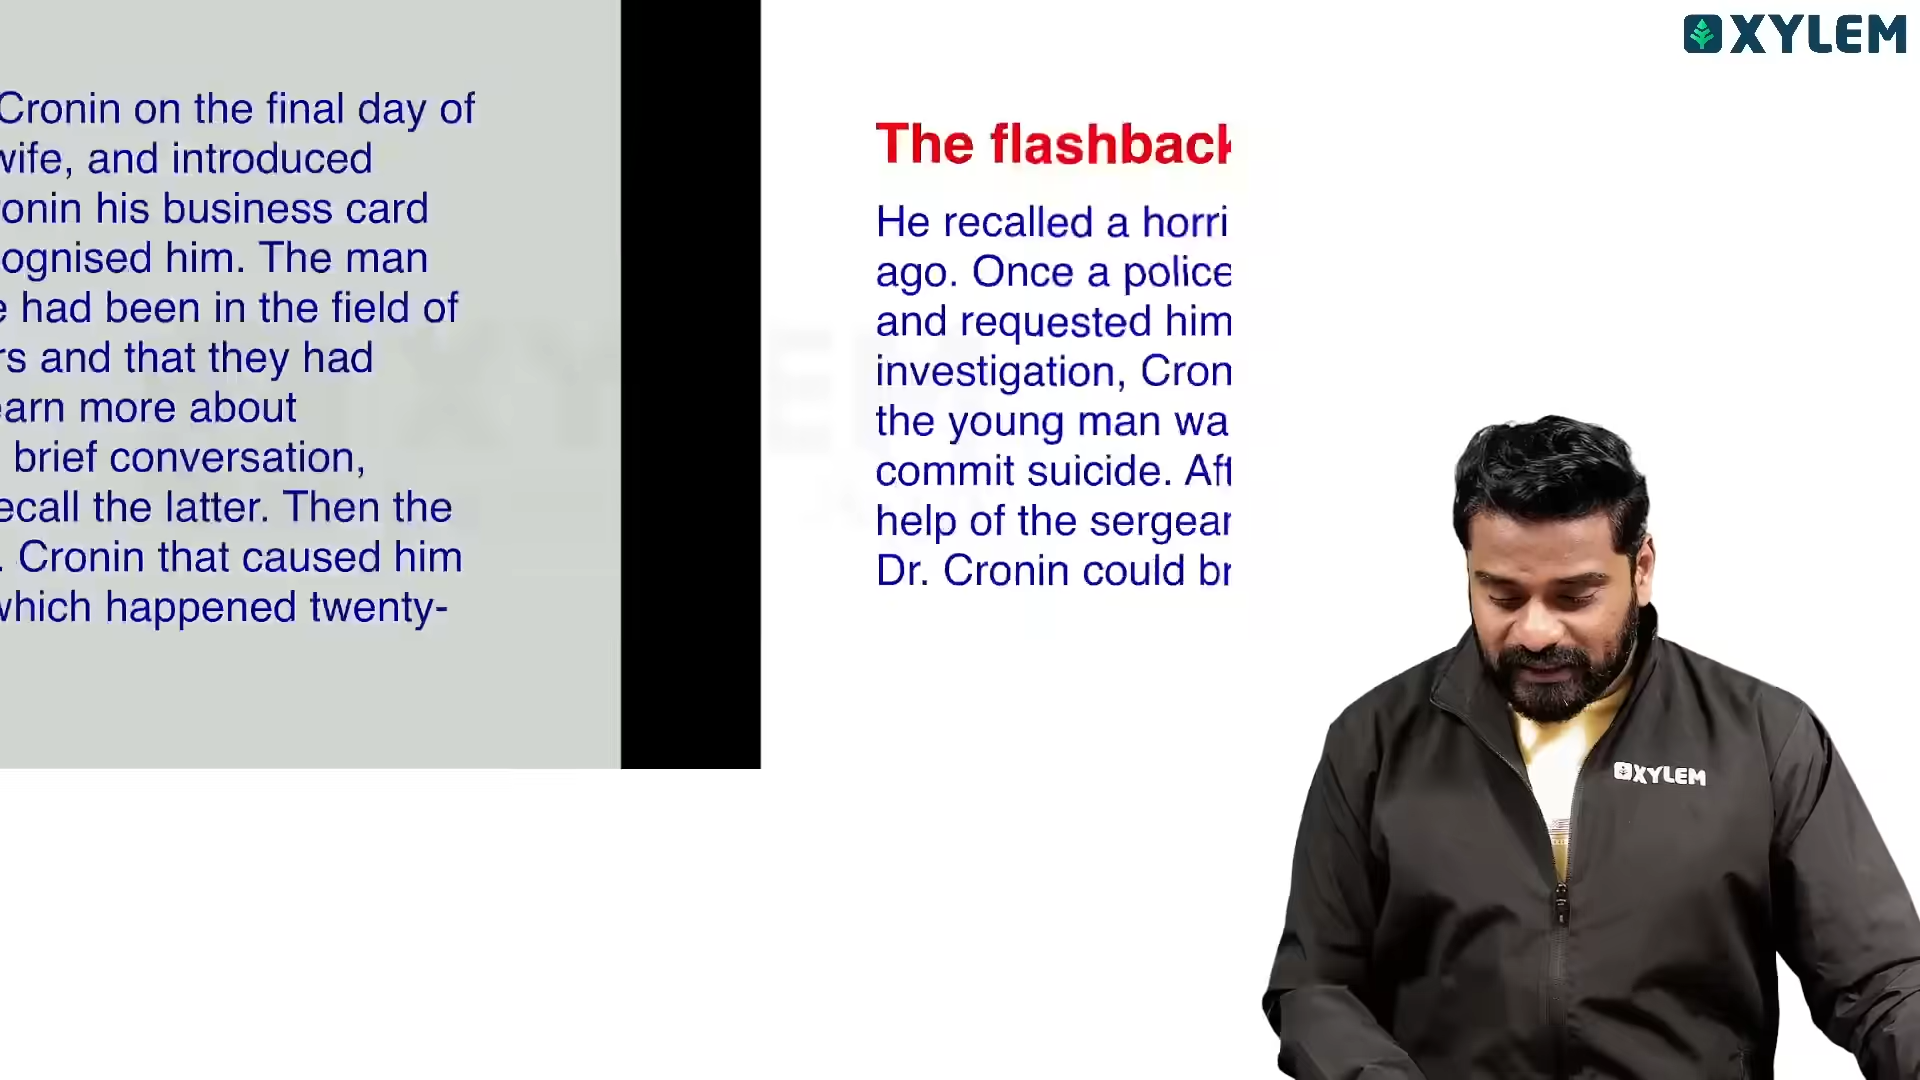 Cronin on the final day of
wife, and introduced
onin his business card
ognised him. The man
had been in the field of
rs and that they had
earn more about
brief conversation,
ecall the latter. Then the
. Cronin that caused him
which happened twenty-
The flashback
He recalled a horri
ago. Once a police
and requested him
investigation, Cron
the young man wa
commit suicide. Aft
help of the sergear
Dr. Cronin could br
XYLEM
XYLEM